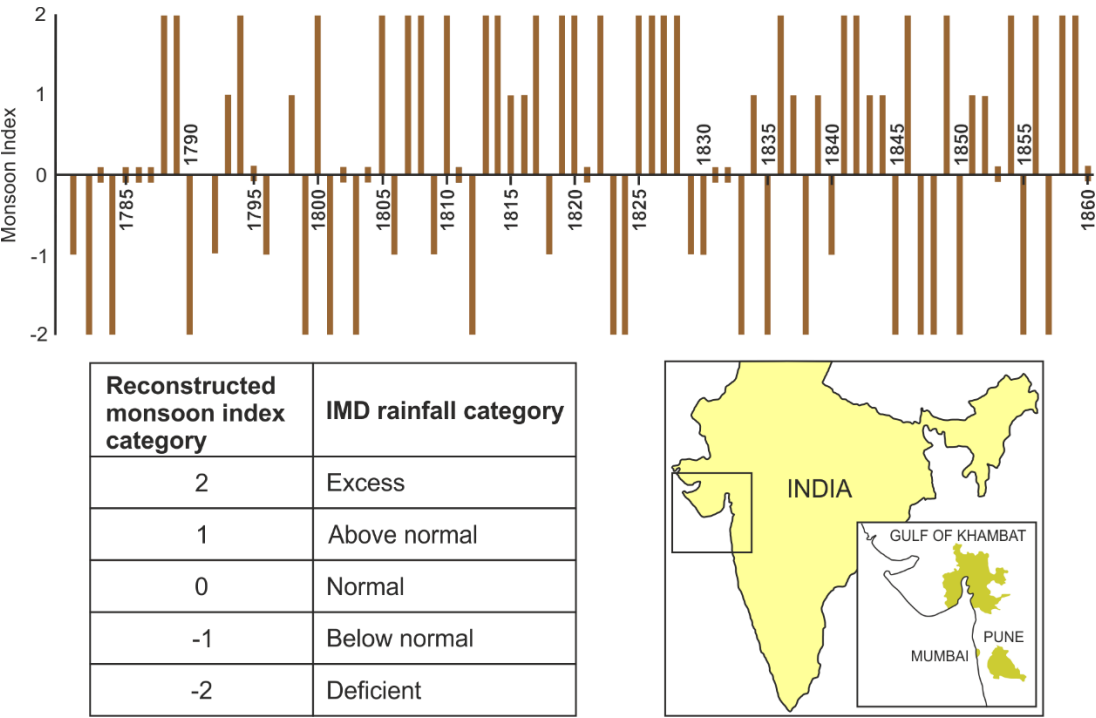 2
1
0
-1
-2
Monsoon Index
1785
1790
1795
1800
1805
1810
1815
1820
1825
1830
1835
1840
1845
1850
1855
1860
Reconstructed
monsoon index
category
IMD rainfall category
2
Excess
1
Above normal
0
Normal
-1
Below normal
-2
Deficient
INDIA
GULF OF KHAMBAT
PUNE
MUMBAI